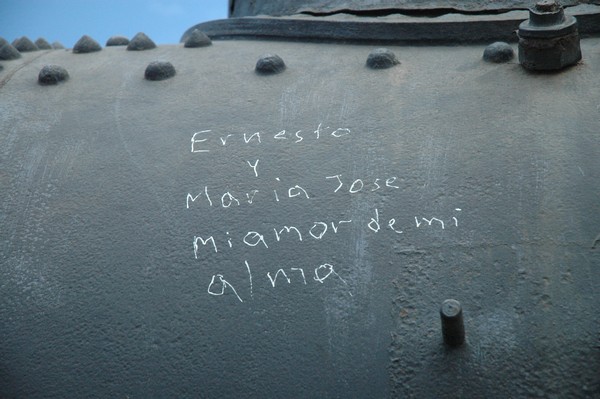 Ernesto
y
Maria Jose
miamor de mi
alma